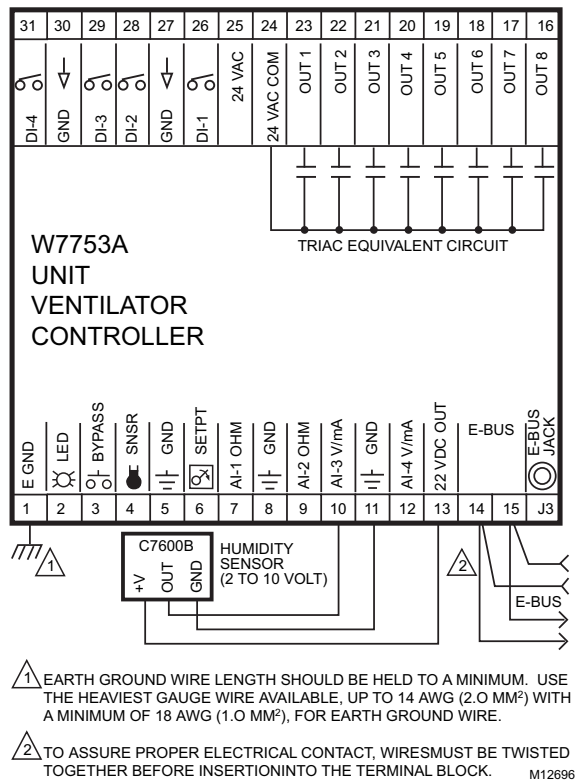 31 30 29 28 27 26 25 24 23 22 21 20 19 18 17 16
DI-4
GND
DI-3
DI-2
GND
DI-1
24 VAC
24 VAC COM
OUT 1
OUT 2
OUT 3
OUT 4
OUT 5
OUT 6
OUT 7
OUT 8
TRIAC EQUIVALENT CIRCUIT
W7753A
UNIT
VENTILATOR
CONTROLLER
E GND
LED
BYPASS
SNSR
GND
SETPT
AI-1 OHM
GND
AI-2 OHM
AI-3 V/mA
GND
AI-4 V/mA
22 VDC OUT
E-BUS
E-BUS
JACK
1 2 3 4 5 6 7 8 9 10 11 12 13 14 15 J3
1
C7600B
+V
OUT
GND
HUMIDITY
SENSOR
(2 TO 10 VOLT)
2
E-BUS
1 EARTH GROUND WIRE LENGTH SHOULD BE HELD TO A MINIMUM. USE
THE HEAVIEST GAUGE WIRE AVAILABLE, UP TO 14 AWG (2.O MM²) WITH
A MINIMUM OF 18 AWG (1.O MM²), FOR EARTH GROUND WIRE.
2 TO ASSURE PROPER ELECTRICAL CONTACT, WIRESMUST BE TWISTED
TOGETHER BEFORE INSERTIONINTO THE TERMINAL BLOCK.
M12696